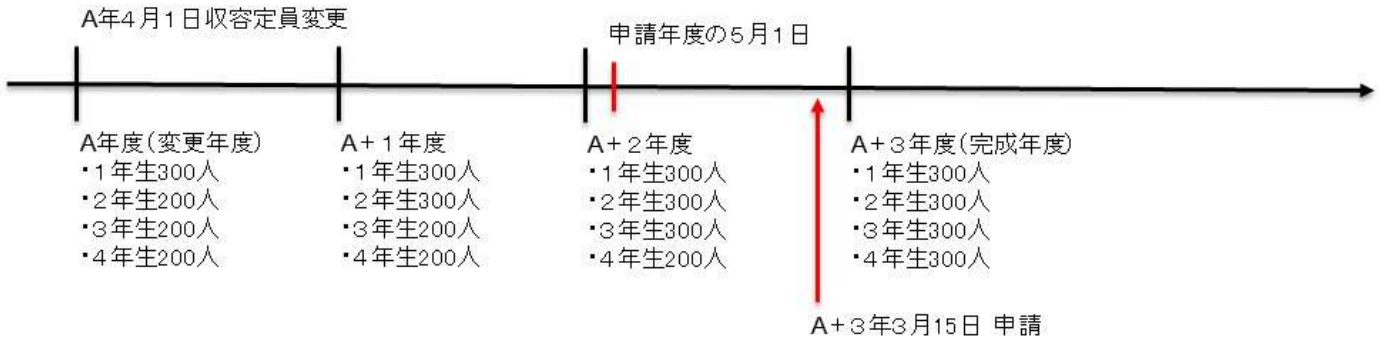 A年4月1日収容定員変更
申請年度の5月1日
A年度(変更年度)
・1年生300人
・2年生200人
・3年生200人
・4年生200人
A+1年度
・1年生300人
・2年生300人
・3年生200人
・4年生200人
A+2年度
・1年生300人
・2年生300人
・3年生300人
・4年生200人
A+3年度(完成年度)
・1年生300人
・2年生300人
・3年生300人
・4年生300人
A+3年3月15日 申請